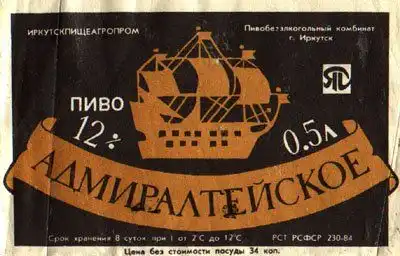 ИРКУТСКПИЩЕАГРОПРОМ
Пивобезалкогольный комбинат
г. Иркутск
ПИВО
12%
0.5л
АДМИРАЛТЕЙСКОЕ
Срок хранения 8 суток при t от 2°С до 12°С
РСТ РСФСР 230-84
Цена без стоимости посуды 34 коп.